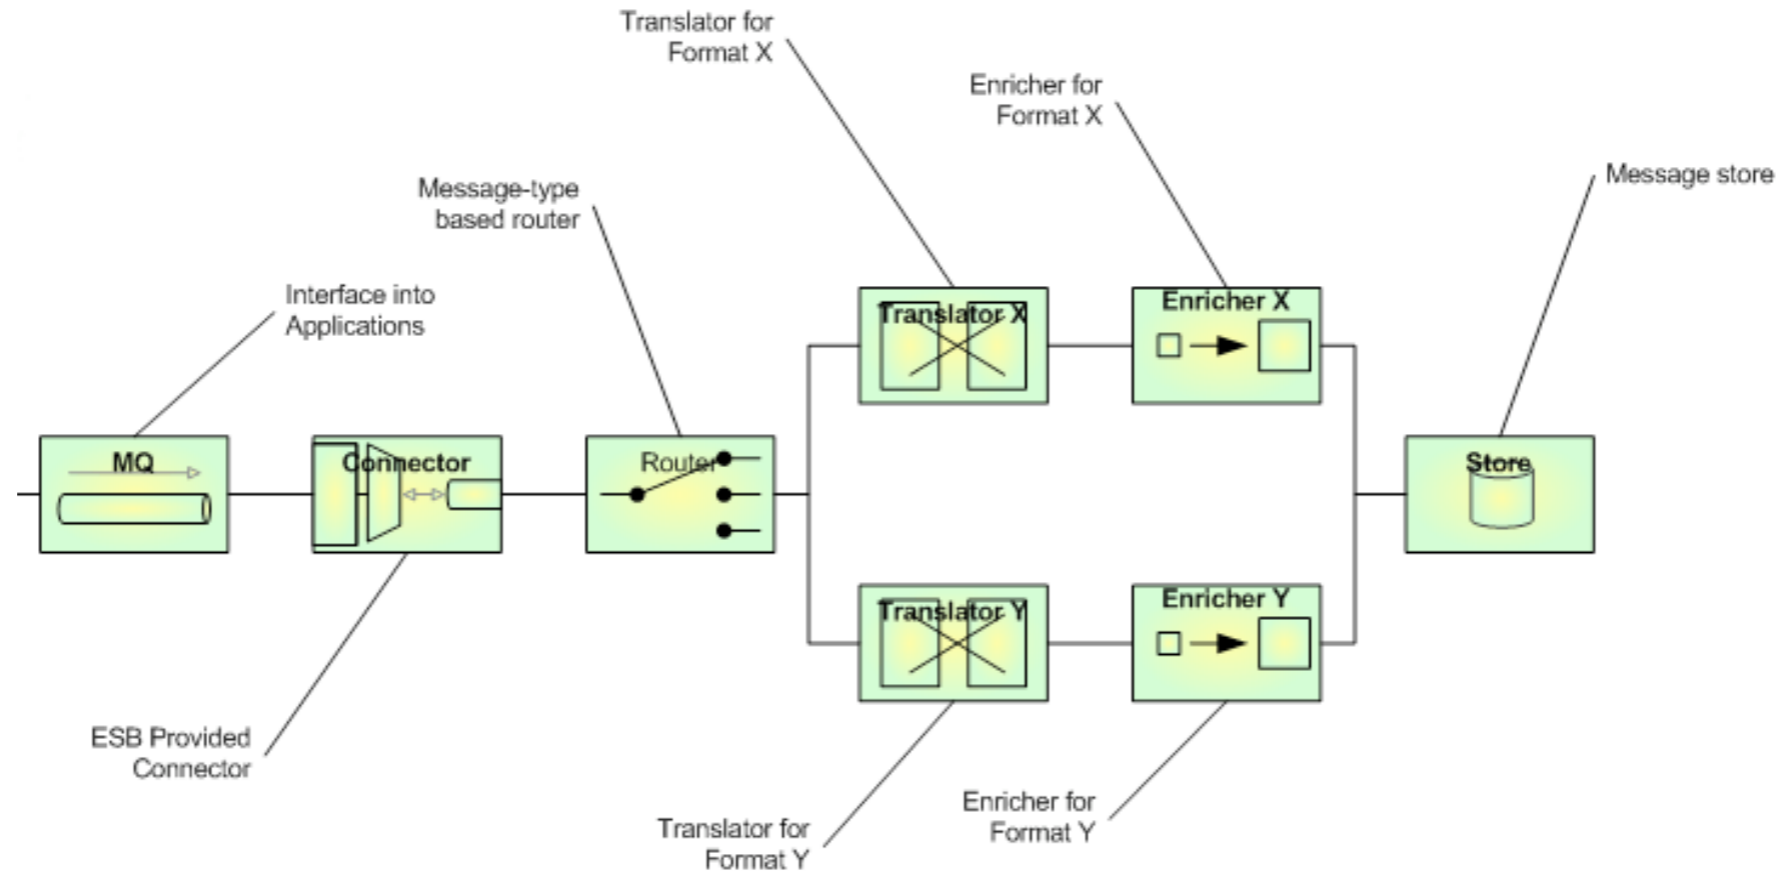 Translator for
Format X
Enricher for
Format X
Message store
Message-type
based router
Interface into
Applications
Translator X
Enricher X
MQ
Connector
Router
Store
Translator Y
Enricher Y
ESB Provided
Connector
Enricher for
Format Y
Translator for
Format Y